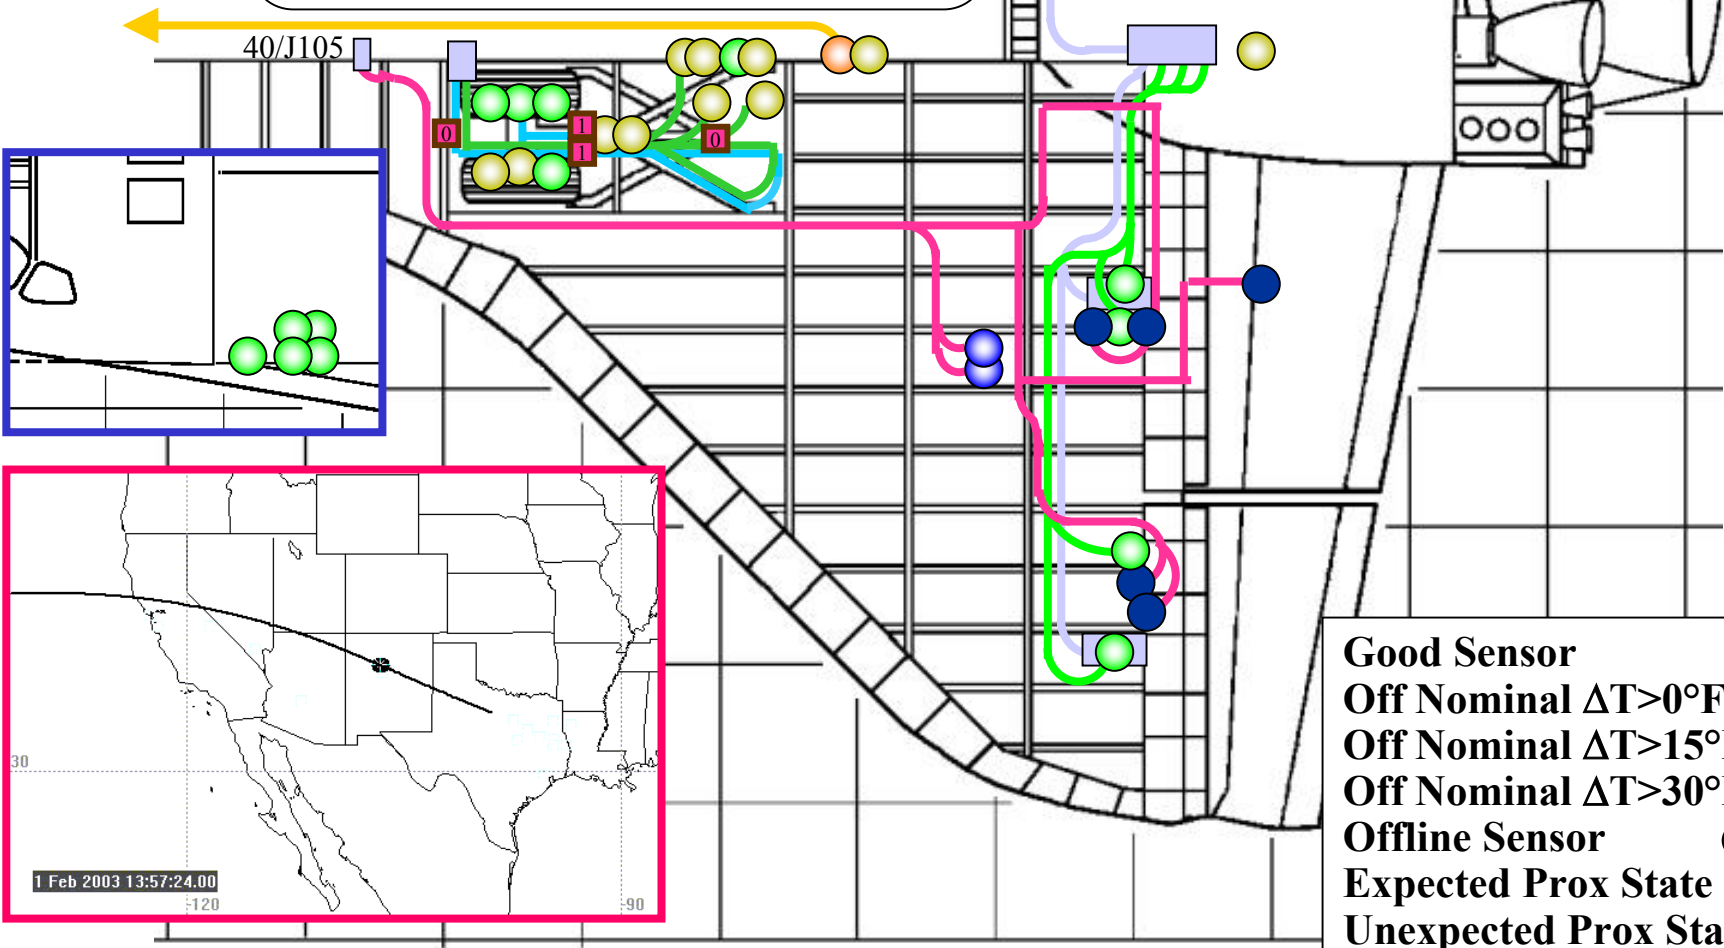 40/J105
0
1
1
0
30
1 Feb 2003 13:57:24.00
-120
-90
Good Sensor
Off Nominal ΔT>0°F
Off Nominal ΔT>15°
Off Nominal ΔT>30°
Offline Sensor
Expected Prox State
Unexpected Prox Sta